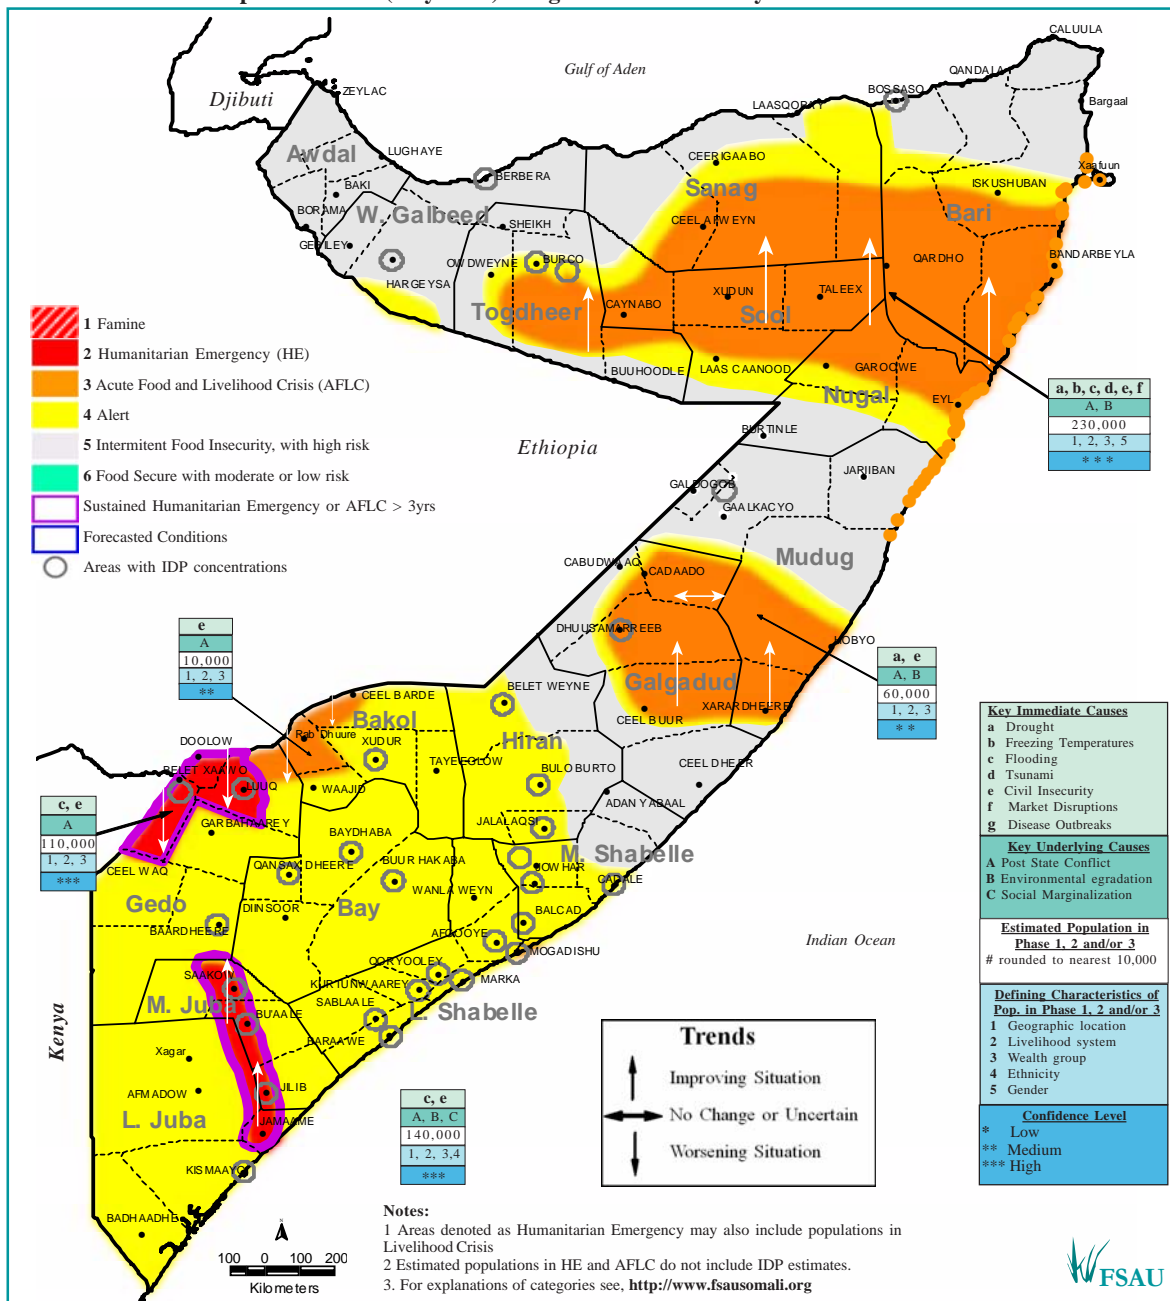 CALUULA
Gulf of Aden
QANDALA
BOSSASO
Djibuti
ZEYLAC
LAASQORAY
Bargaal
Awdal
LUGHAYE
CEERIGAABO
Xaafuun
BERBERA
BAKI
Sanag
ISKUSHUBAN
BORAMA
W. Galbeed
SHEIKH
CEEL AFWEYN
Bari
GEBILEY
BURCO
OWDWEYNE
QARDHO
BANDARBEYLA
HARGEYSA
XUDUN
TALEEX
CAYNABO
Togdheer
Sool
1 Famine
2 Humanitarian Emergency (HE)
3 Acute Food and Livelihood Crisis (AFLC)
4 Alert
5 Intermitent Food Insecurity, with high risk
6 Food Secure with moderate or low risk
Sustained Humanitarian Emergency or AFLC > 3yrs
Forecasted Conditions
Areas with IDP concentrations
BUUHOODLE
LAAS CAANOOD
GAROOWE
Nugal
EYL
a, b, c, d, e, f
A, B
230,000
1, 2, 3, 5
* * *
BURTINLE
Ethiopia
JARIIBAN
GALDOGOB
GAALKACYO
Mudug
CABUDWAAQ
CADAADO
DHUUSAMARREEB
HOBYO
Galgadud
CEEL BUUR
XARARDHEERE
a, e
A, B
60,000
1, 2, 3
* *
e
A
10,000
1, 2, 3
**
BELET WEYNE
CEEL BARDE
Bakol
Rab Dhuure
XUDUR
Hiran
DOOLOW
TAYEEGLOW
CEEL DHEER
BELET XAAWO
LUUQ
WAAJID
BULO BURTO
ADAN YABAAL
c, e
A
110,000
1, 2, 3
***
GARBAHAAREY
JALALAQSI
BAYDHABA
BUUR HAKABA
M. Shabelle
CEEL WAQ
QANSAXDHEERE
JOWHAR
CADALE
Gedo
WANLA WEYN
Bay
DIINSOOR
BALCAD
BAARDHEERE
AFGOOYE
MOGADISHU
Indian Ocean
QORYOOLEY
SAAKOW
KURTUNWAAREY
MARKA
M. Juba
SABLAALE
L. Shabelle
BU'AALE
BARAAWE
Kenya
Xagar
AFMADOW
JILIB
L. Juba
JAMAAME
KISMAAYO
BADHAADHE
c, e
A, B, C
140,000
1, 2, 3,4
***
Key Immediate Causes
a Drought
b Freezing Temperatures
c Flooding
d Tsunami
e Civil Insecurity
f Market Disruptions
g Disease Outbreaks
Key Underlying Causes
A Post State Conflict
B Environmental egradation
C Social Marginalization
Estimated Population in
Phase 1, 2 and/or 3
# rounded to nearest 10,000
Defining Characteristics of
Pop. in Phase 1, 2 and/or 3
1 Geographic location
2 Livelihood system
3 Wealth group
4 Ethnicity
5 Gender
Confidence Level
* Low
** Medium
*** High
Trends
Improving Situation
No Change or Uncertain
Worsening Situation
N
100 0 100 200
Kilometers
Notes:
1 Areas denoted as Humanitarian Emergency may also include populations in
Livelihood Crisis
2 Estimated populations in HE and AFLC do not include IDP estimates.
3. For explanations of categories see, http://www.fsausomali.org
FSAU